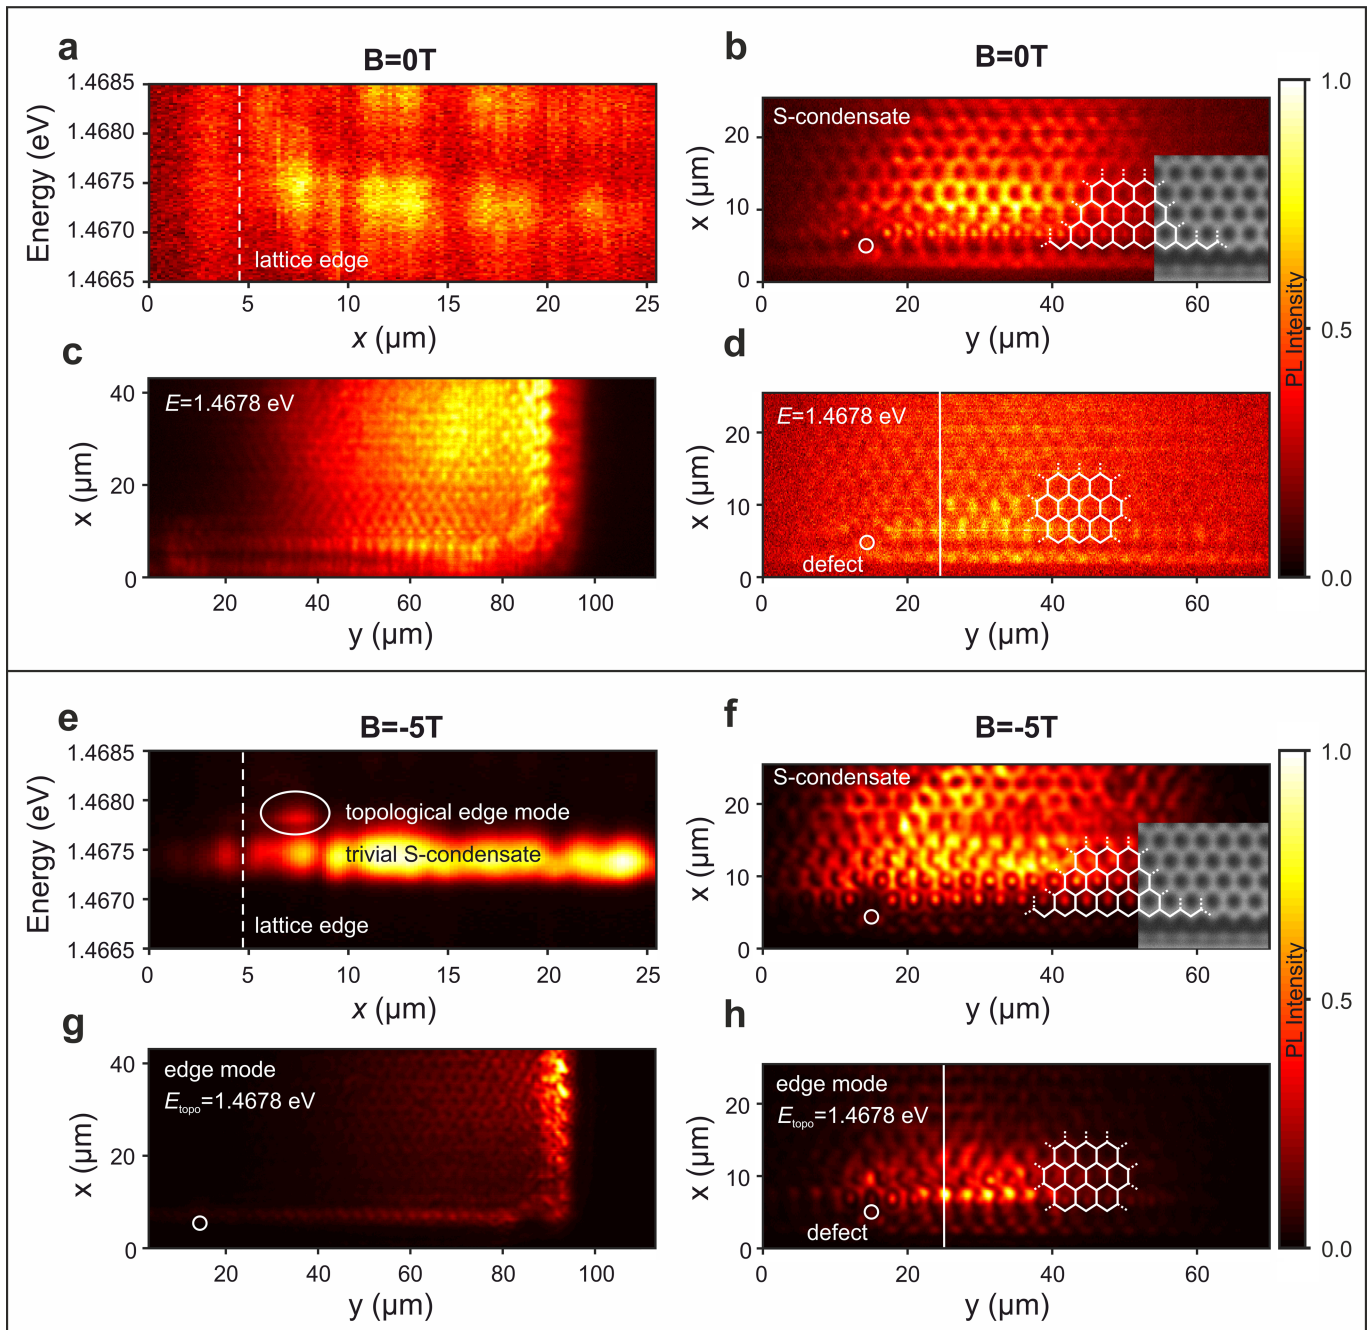 a
B=0T
Energy (eV)
1.4685
1.4680
1.4675
1.4670
1.4665
lattice edge
0 5 10 15 20 25
x (µm)
b
B=0T
S-condensate
x (µm)
20
10
0
20 40 60
y (µm)
c
E=1.4678 eV
x (µm)
40
20
0
20 40 60 80 100
y (µm)
d
E=1.4678 eV
defect
x (µm)
20
10
0
0 20 40 60
y (µm)
1.0
0.5
0.0
PL Intensity
e
B=-5T
Energy (eV)
1.4685
1.4680
1.4675
1.4670
1.4665
topological edge mode
trivial S-condensate
lattice edge
0 5 10 15 20 25
x (µm)
f
B=-5T
S-condensate
x (µm)
20
10
0
0 20 40 60
y (µm)
g
edge mode
Etopo=1.4678 eV
x (µm)
40
20
0
20 40 60 80 100
y (µm)
h
edge mode
Etopo=1.4678 eV
defect
x (µm)
20
10
0
0 20 40 60
y (µm)
1.0
0.5
0.0
PL Intensity